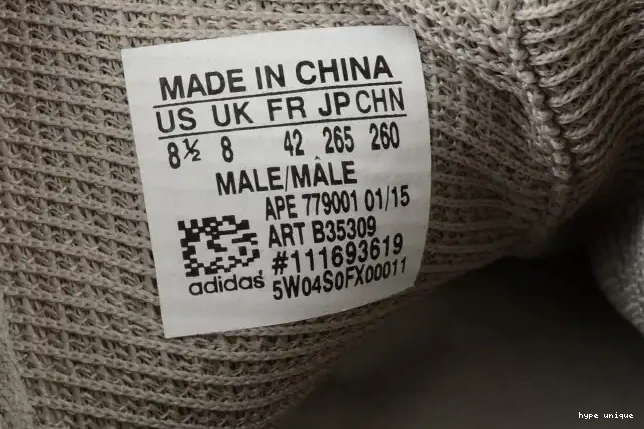 MADE IN CHINA
US UK FR JP CHN
8½ 8 42 265 260
MALE/MÂLE
APE 779001 01/15
ART B35309
#111693619
adidas 5W04S0FX00011
hype unique